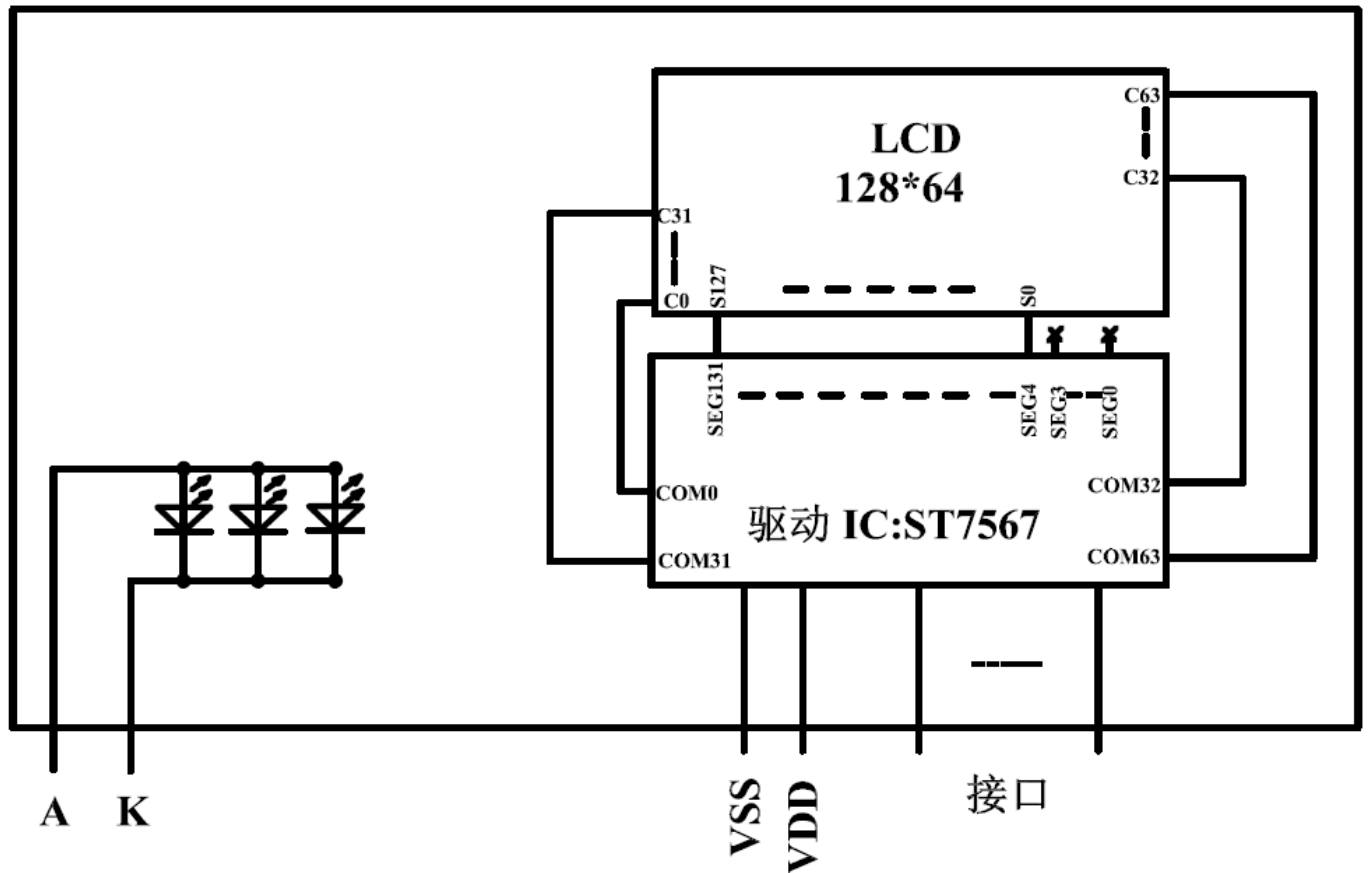 LCD
128*64
C63
C32
C31
C0
S127
S0
SEG131
SEG4
SEG3
SEG0
COM0
COM32
驱动 IC:ST7567
COM31
COM63
A
K
VSS
VDD
接口